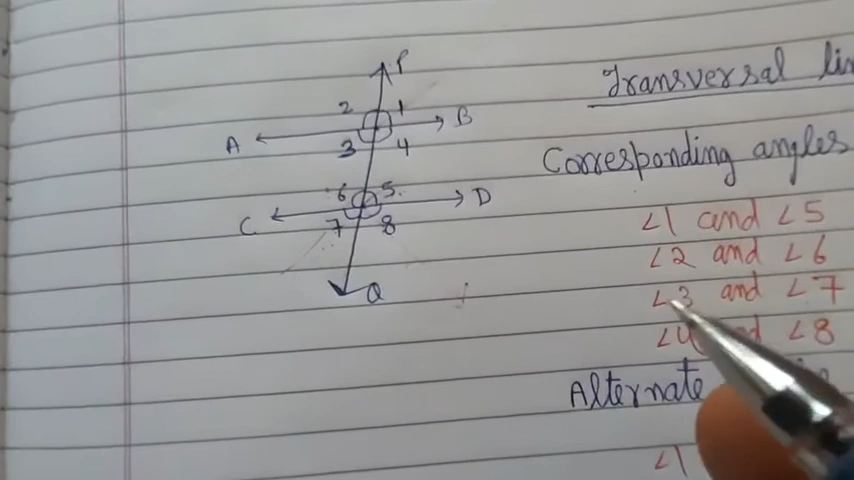 P
2 1
A B
3 4
6 5
C D
7 8
Q
Transversal
Corresponding angles
∠1 and ∠5
∠2 and ∠6
∠3 and ∠7
∠4 ∠8
Alternate
∠1